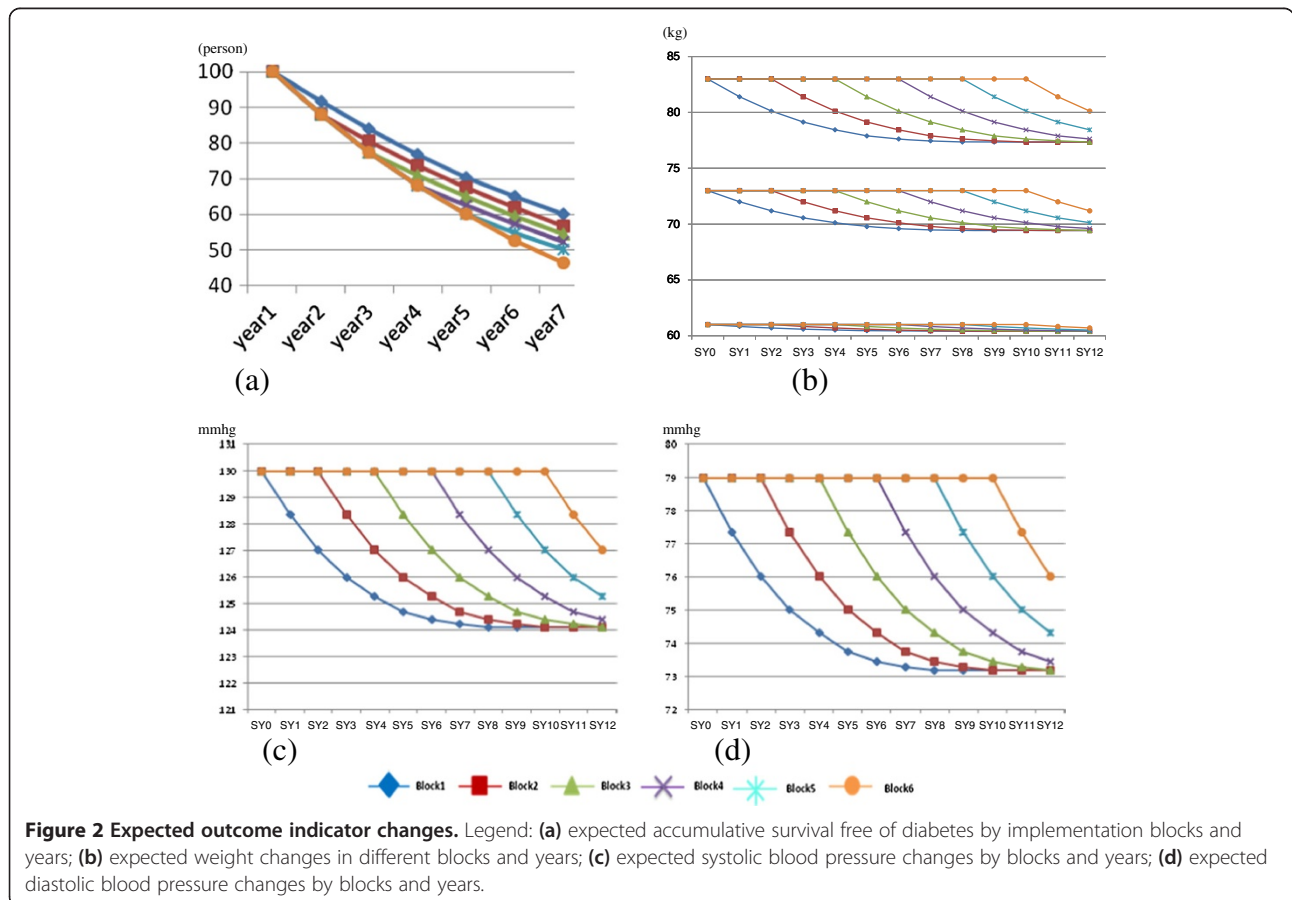 (person)
100
90
80
70
60
50
40
year1 year2 year3 year4 year5 year6 year7
(a)
(kg)
85
80
75
70
65
60
SY0 SY1 SY2 SY3 SY4 SY5 SY6 SY7 SY8 SY9 SY10 SY11 SY12
(b)
mmhg
131
130
129
128
127
126
125
124
123
122
121
SY0 SY1 SY2 SY3 SY4 SY5 SY6 SY7 SY8 SY9 SY10 SY11 SY12
(c)
mmhg
80
79
78
77
76
75
74
73
72
SY0 SY1 SY2 SY3 SY4 SY5 SY6 SY7 SY8 SY9 SY10 SY11 SY12
(d)
Block1 Block2 Block3 Block4 Block5 Block6
Figure 2 Expected outcome indicator changes. Legend: (a) expected accumulative survival free of diabetes by implementation blocks and
years; (b) expected weight changes in different blocks and years; (c) expected systolic blood pressure changes by blocks and years; (d) expected
diastolic blood pressure changes by blocks and years.